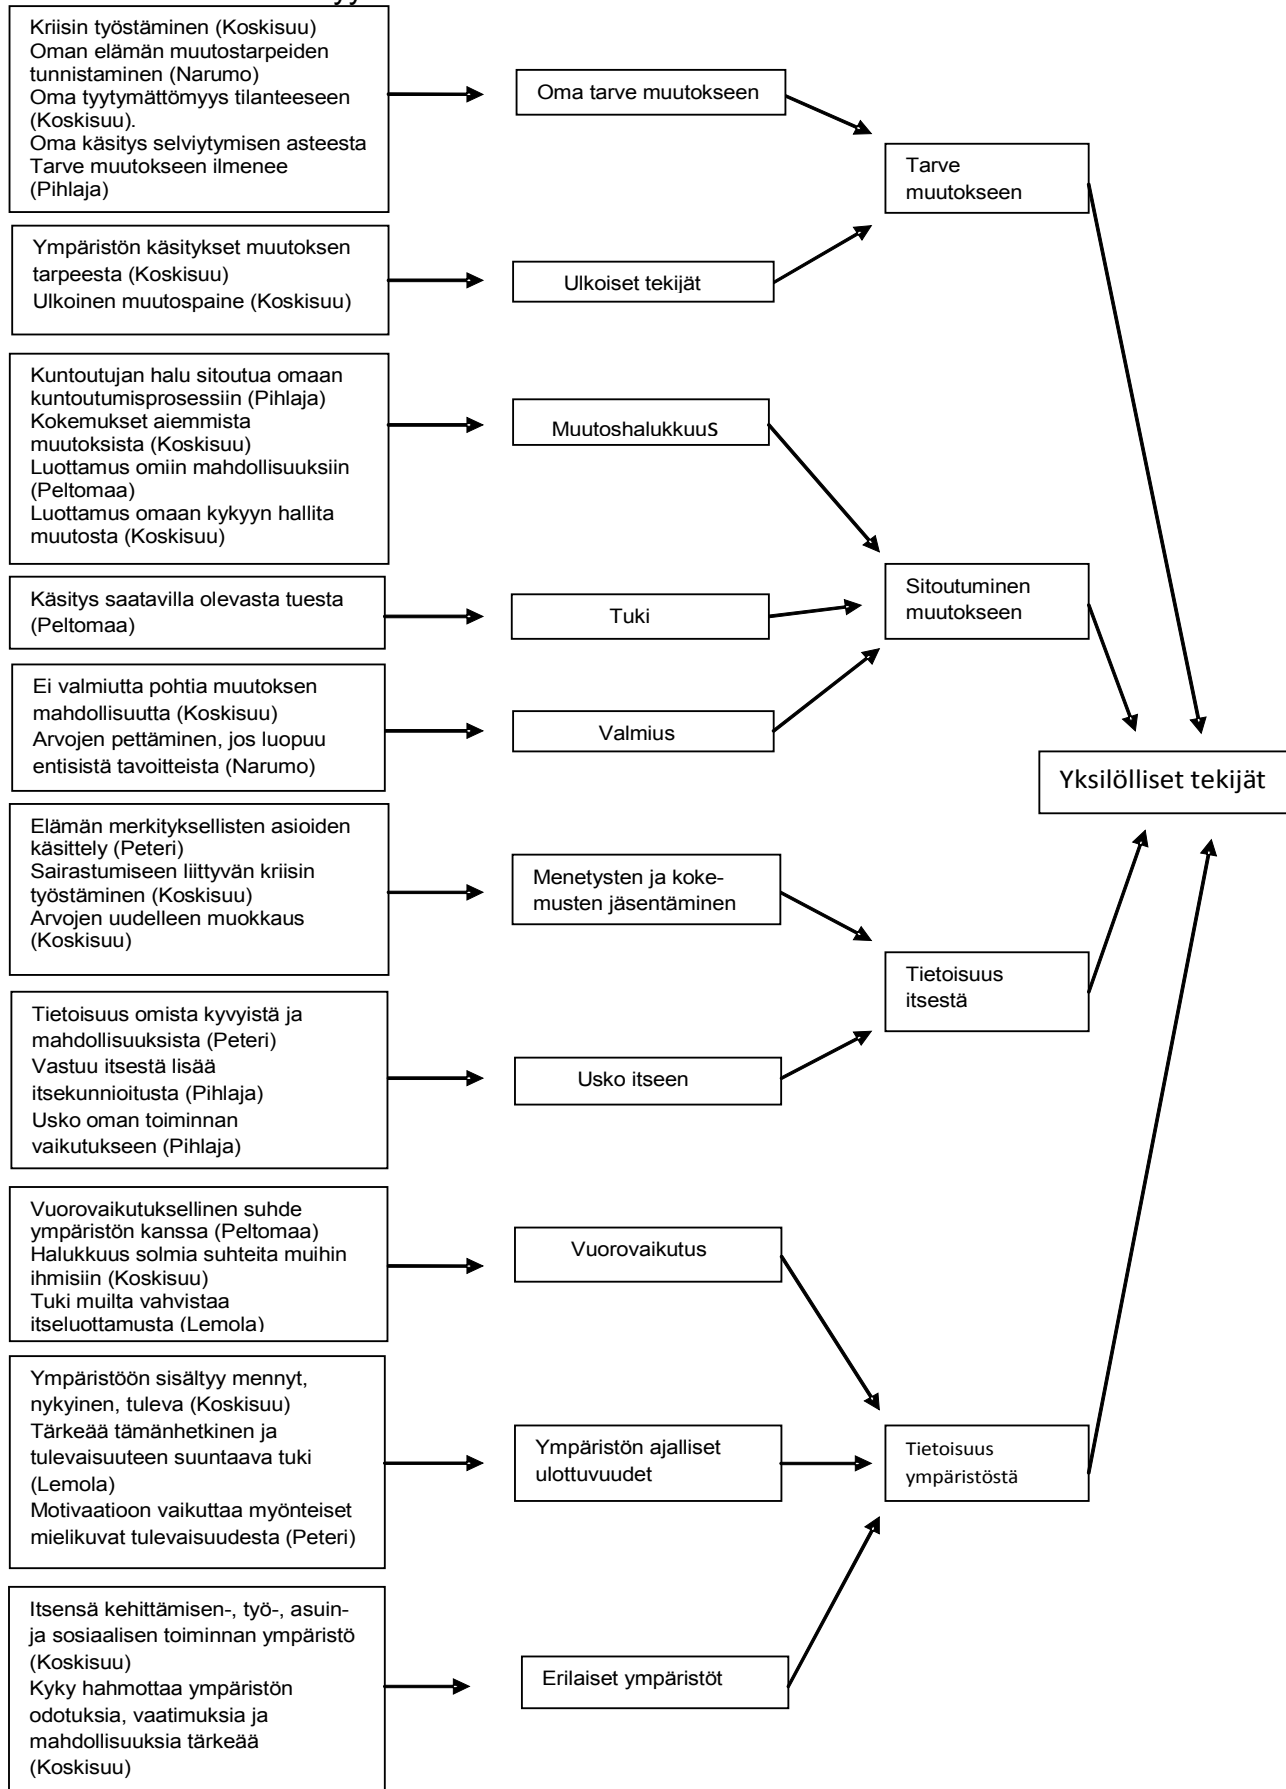 yy
Kriisin työstäminen (Koskisuu)
Oman elämän muutostarpeiden
tunnistaminen (Narumo)
Oma tyytymättömyys tilanteeseen
(Koskisuu).
Oma käsitys selviytymisen asteesta
Tarve muutokseen ilmenee
(Pihlaja)
Oma tarve muutokseen
Tarve
muutokseen
Ympäristön käsitykset muutoksen
tarpeesta (Koskisuu)
Ulkoinen muutospaine (Koskisuu)
Ulkoiset tekijät
Kuntoutujan halu sitoutua omaan
kuntoutumisprosessiin (Pihlaja)
Kokemukset aiemmista
muutoksista (Koskisuu)
Luottamus omiin mahdollisuuksiin
(Peltomaa)
Luottamus omaan kykyyn hallita
muutosta (Koskisuu)
Muutoshalukkuus
Sitoutuminen
muutokseen
Käsitys saatavilla olevasta tuesta
(Peltomaa)
Tuki
Ei valmiutta pohtia muutoksen
mahdollisuutta (Koskisuu)
Arvojen pettäminen, jos luopuu
entisistä tavoitteista (Narumo)
Valmius
Yksilölliset tekijät
Elämän merkityksellisten asioiden
käsittely (Peteri)
Sairastumiseen liittyvän kriisin
työstäminen (Koskisuu)
Arvojen uudelleen muokkaus
(Koskisuu)
Menetysten ja koke-
musten jäsentäminen
Tietoisuus
itsestä
Tietoisuus omista kyvyistä ja
mahdollisuuksista (Peteri)
Vastuu itsestä lisää
itsekunnioitusta (Pihlaja)
Usko oman toiminnan
vaikutukseen (Pihlaja)
Usko itseen
Vuorovaikutuksellinen suhde
ympäristön kanssa (Peltomaa)
Halukkuus solmia suhteita muihin
ihmisiin (Koskisuu)
Tuki muilta vahvistaa
itseluottamusta (Lemola)
Vuorovaikutus
Ympäristöön sisältyy mennyt,
nykyinen, tuleva (Koskisuu)
Tärkeää tämänhetkinen ja
tulevaisuuteen suuntaava tuki
(Lemola)
Motivaatioon vaikuttaa myönteiset
mielikuvat tulevaisuudesta (Peteri)
Ympäristön ajalliset
ulottuvuudet
Tietoisuus
ympäristöstä
Itsensä kehittämisen-, työ-, asuin-
ja sosiaalisen toiminnan ympäristö
(Koskisuu)
Kyky hahmottaa ympäristön
odotuksia, vaatimuksia ja
mahdollisuuksia tärkeää
(Koskisuu)
Erilaiset ympäristöt